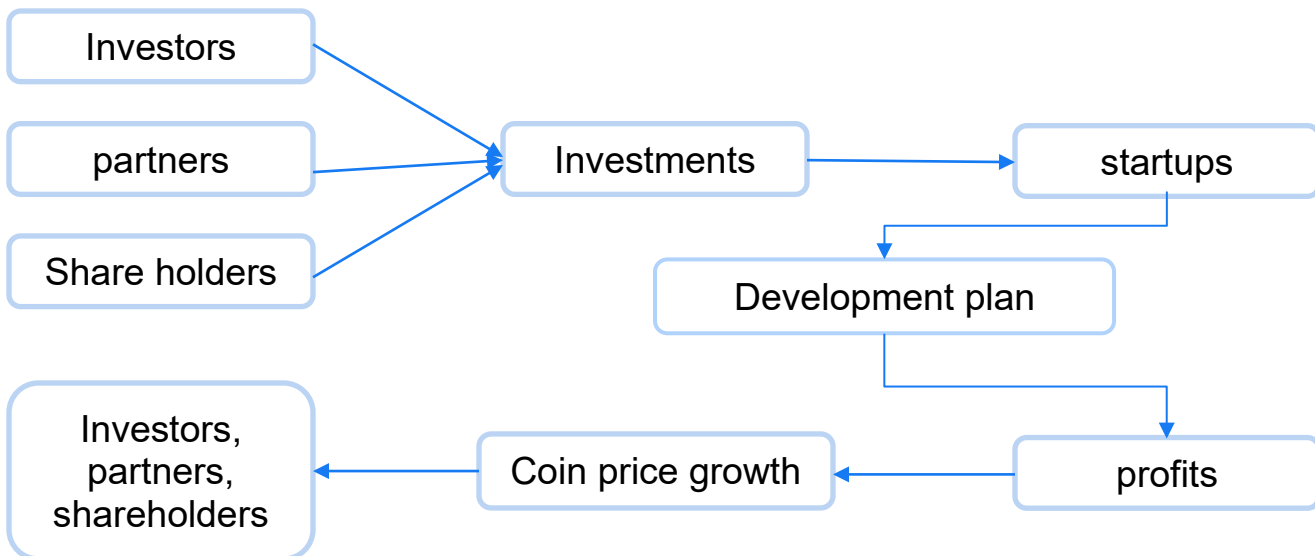 Investors
partners
Share holders
Investments
startups
Development plan
profits
Coin price growth
Investors,
partners,
shareholders